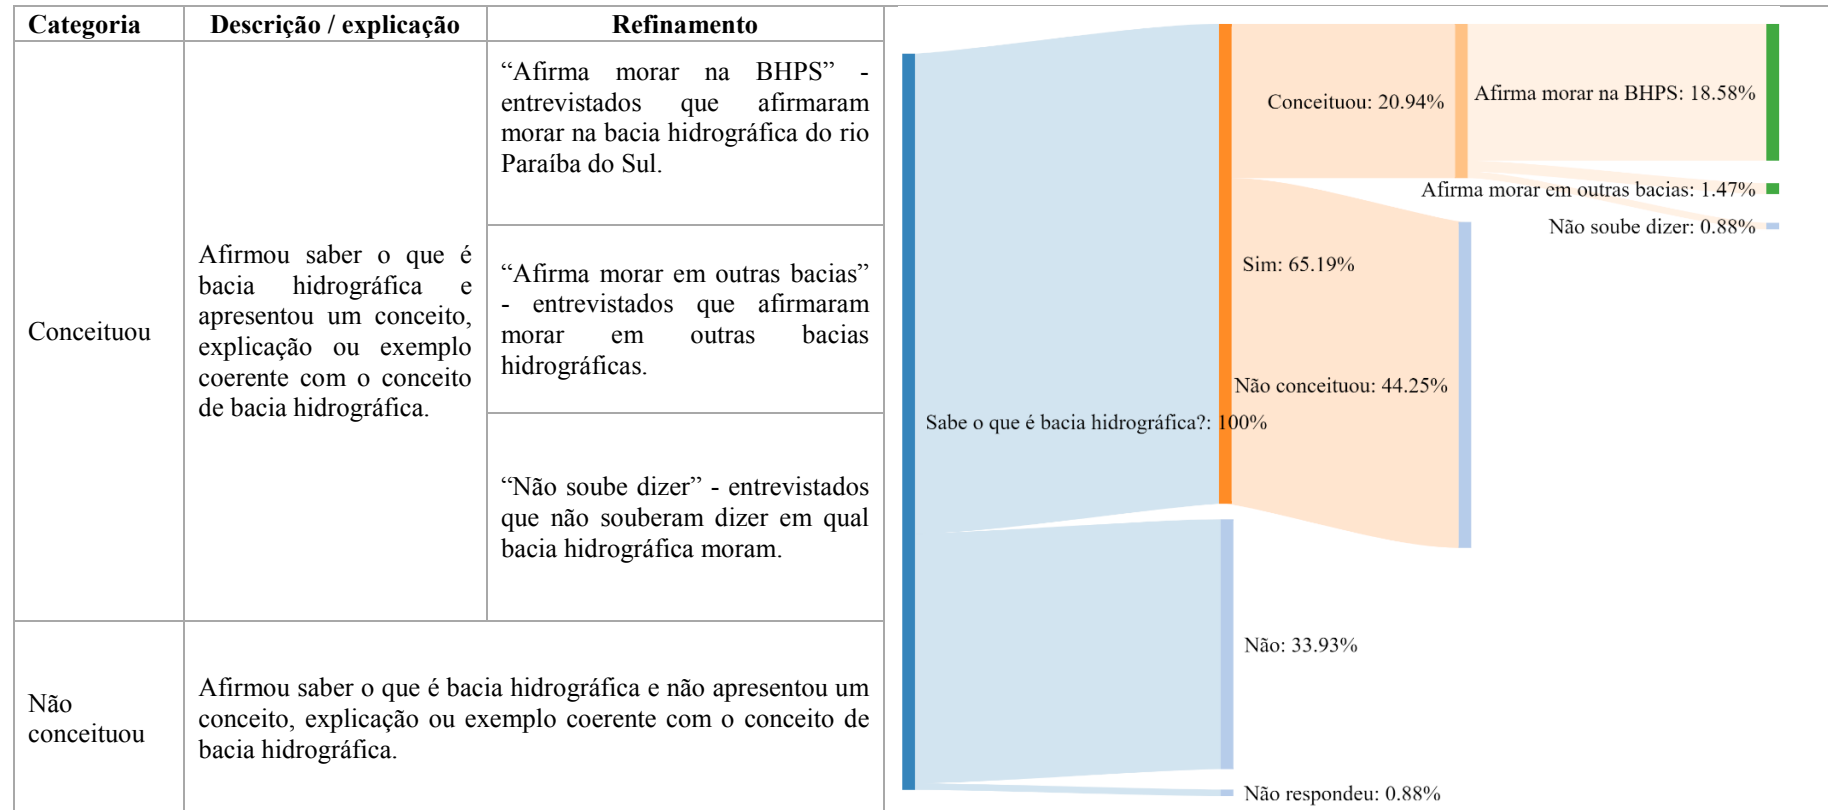 Categoria
Descrição / explicação
Refinamento
Conceituou
Afirmou saber o que é
bacia hidrográfica e
apresentou um conceito,
explicação ou exemplo
coerente com o conceito
de bacia hidrográfica.
“Afirma morar na BHPS” -
entrevistados que afirmaram
morar na bacia hidrográfica do rio
Paraíba do Sul.
“Afirma morar em outras bacias”
- entrevistados que afirmaram
morar em outras bacias
hidrográficas.
“Não soube dizer” - entrevistados
que não souberam dizer em qual
bacia hidrográfica moram.
Não
conceituou
Afirmou saber o que é bacia hidrográfica e não apresentou um
conceito, explicação ou exemplo coerente com o conceito de
bacia hidrográfica.
Sabe o que é bacia hidrográfica?: 100%
Conceituou: 20.94%
Afirma morar na BHPS: 18.58%
Afirma morar em outras bacias: 1.47%
Não soube dizer: 0.88%
Sim: 65.19%
Não conceituou: 44.25%
Não: 33.93%
Não respondeu: 0.88%